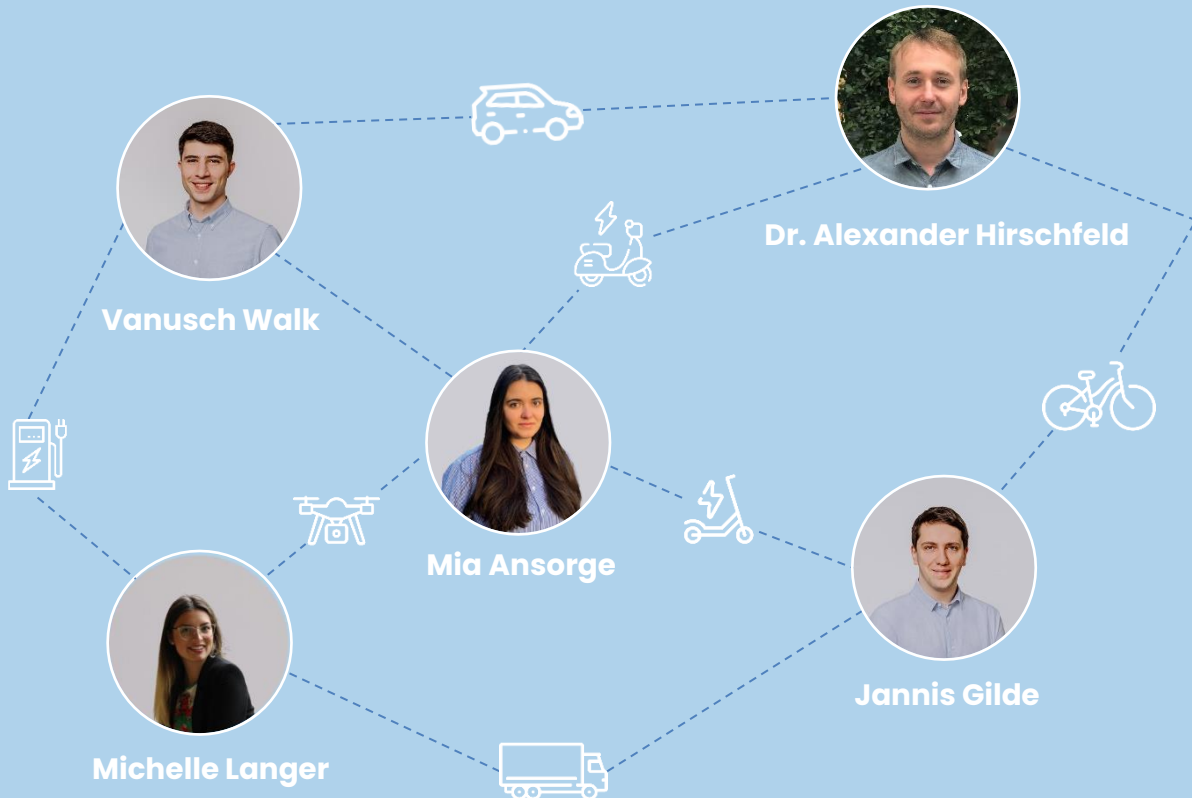 Dr. Alexander Hirschfeld
Vanusch Walk
Mia Ansorge
Jannis Gilde
Michelle Langer